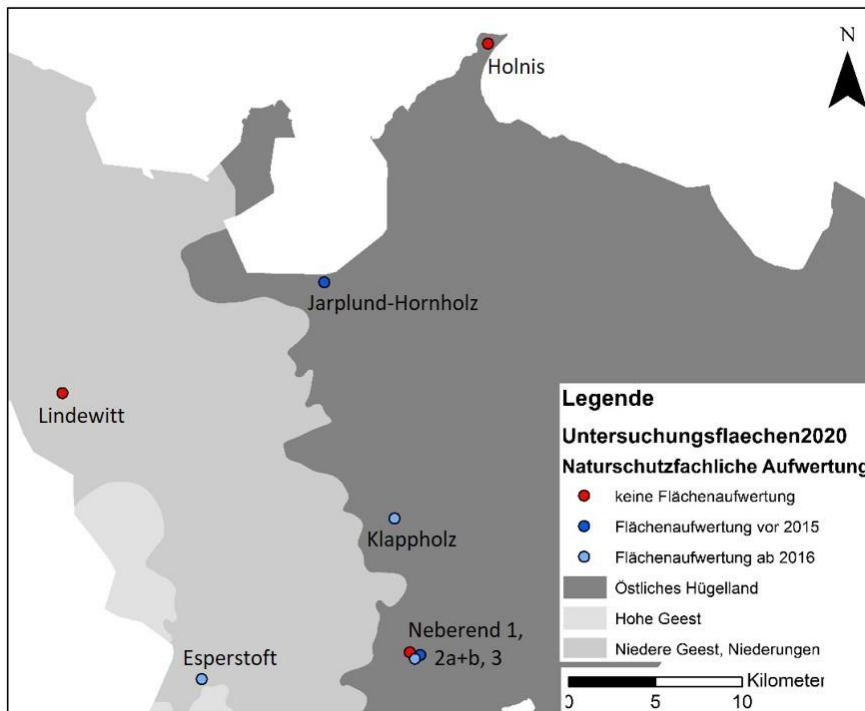 N
Holnis
Jarplund-Hornholz
Lindewitt
Klappholz
Neberend 1,
2a+b, 3
Esperstoft
Legende
Untersuchungsflaechen2020
Naturschutzfachliche Aufwertung
keine Flächenaufwertung
Flächenaufwertung vor 2015
Flächenaufwertung ab 2016
Östliches Hügelland
Hohe Geest
Niedere Geest, Niederungen
Kilometer
0 5 10